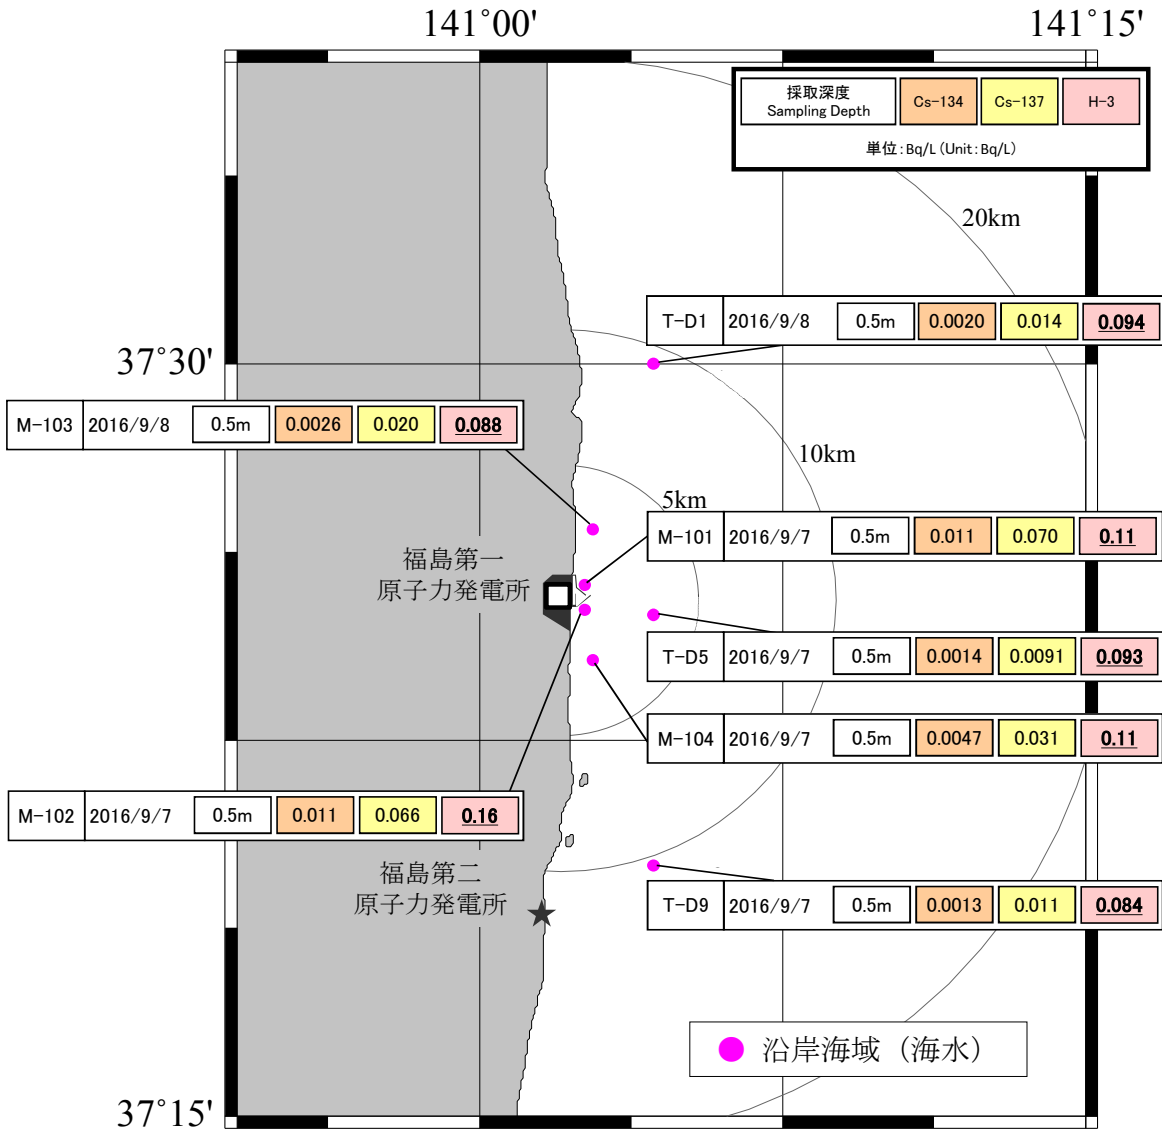 141°00'
141°15'
採取深度
Sampling Depth
Cs-134
Cs-137
H-3
単位:Bq/L (Unit:Bq/L)
20km
T-D1 2016/9/8 0.5m 0.0020 0.014 0.094
37°30'
M-103 2016/9/8 0.5m 0.0026 0.020 0.088
10km
5km
M-101 2016/9/7 0.5m 0.011 0.070 0.11
福島第一
原子力発電所
T-D5 2016/9/7 0.5m 0.0014 0.0091 0.093
M-104 2016/9/7 0.5m 0.0047 0.031 0.11
M-102 2016/9/7 0.5m 0.011 0.066 0.16
福島第二
原子力発電所
T-D9 2016/9/7 0.5m 0.0013 0.011 0.084
沿岸海域（海水）
37°15'